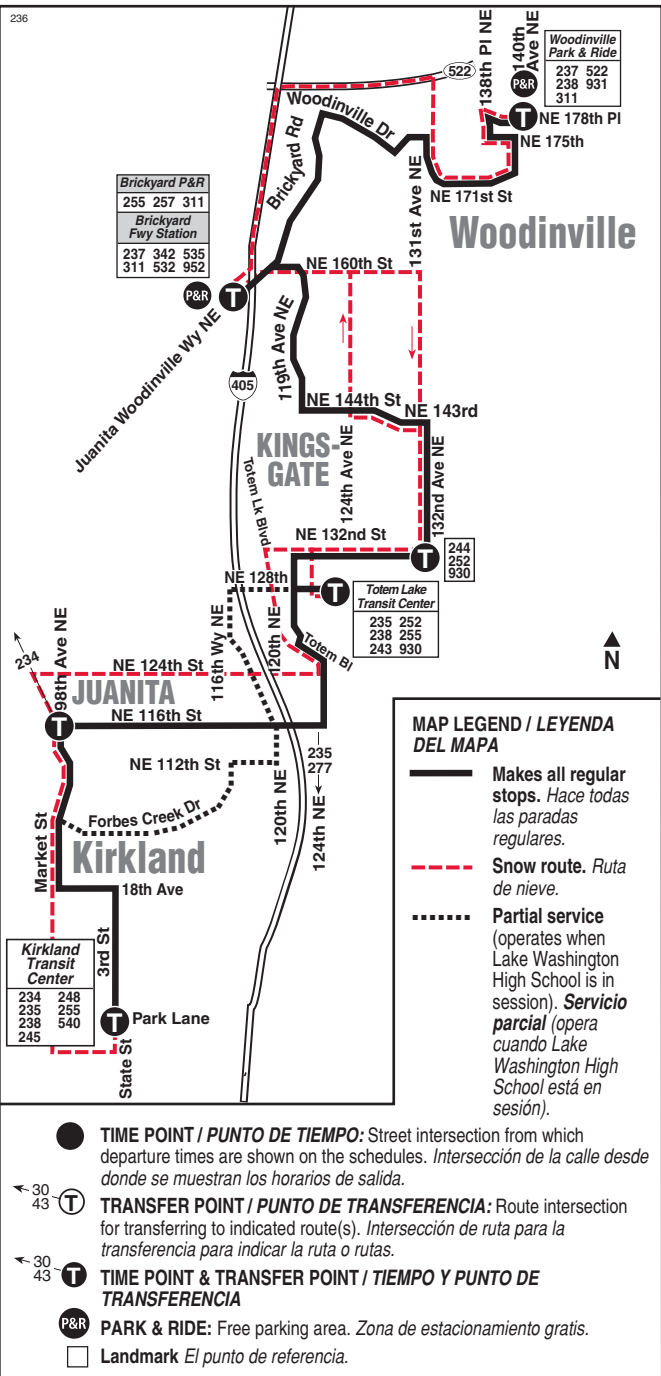 236
138th Pl NE
140th
Ave NE
Woodinville
Park & Ride
237 522
238 931
311
P&R
522
T
NE 178th Pl
NE 175th
Woodinville Dr
Brickyard Rd
131st Ave NE
NE 171st St
Woodinville
Brickyard P&R
255 257 311
Brickyard
Fwy Station
237 342 535
311 532 952
P&R
T
NE 160th St
Juanita Woodinville Wy NE
119th Ave NE
405
NE 144th St
NE 143rd
KINGS-
GATE
124th Ave NE
132nd Ave NE
Totem Lk Blvd
NE 132nd St
T
244
252
930
NE 128th
T
Totem Lake
Transit Center
235 252
238 255
243 930
116th Wy NE
120th NE
Totem Bl
N
234
98th Ave NE
NE 124th St
JUANITA
T
NE 116th St
235
277
NE 112th St
120th NE
124th NE
Forbes Creek Dr
Market St
Kirkland
18th Ave
3rd St
Kirkland
Transit
Center
234 248
235 255
238 540
245
T
Park Lane
State St
MAP LEGEND / LEYENDA
DEL MAPA
Makes all regular
stops. Hace todas
las paradas
regulares.
Snow route. Ruta
de nieve.
Partial service
(operates when
Lake Washington
High School is in
session). Servicio
parcial (opera
cuando Lake
Washington High
School está en
sesión).
TIME POINT / PUNTO DE TIEMPO: Street intersection from which
departure times are shown on the schedules. Intersección de la calle desde
donde se muestran los horarios de salida.
30
43
T
TRANSFER POINT / PUNTO DE TRANSFERENCIA: Route intersection
for transferring to indicated route(s). Intersección de ruta para la
transferencia para indicar la ruta o rutas.
30
43
T
TIME POINT & TRANSFER POINT / TIEMPO Y PUNTO DE
TRANSFERENCIA
P&R
PARK & RIDE: Free parking area. Zona de estacionamiento gratis.
Landmark El punto de referencia.